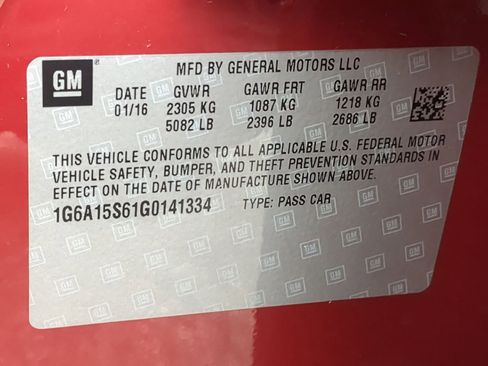 GM
MFD BY GENERAL MOTORS LLC
DATE GVWR GAWR FRT GAWR RR
01/16 2305 KG 1087 KG 1218 KG
5082 LB 2396 LB 2686 LB
THIS VEHICLE CONFORMS TO ALL APPLICABLE U.S. FEDERAL MOTOR
VEHICLE SAFETY, BUMPER, AND THEFT PREVENTION STANDARDS IN
EFFECT ON THE DATE OF MANUFACTURE SHOWN ABOVE.
1G6A15S61G0141334 TYPE: PASS CAR